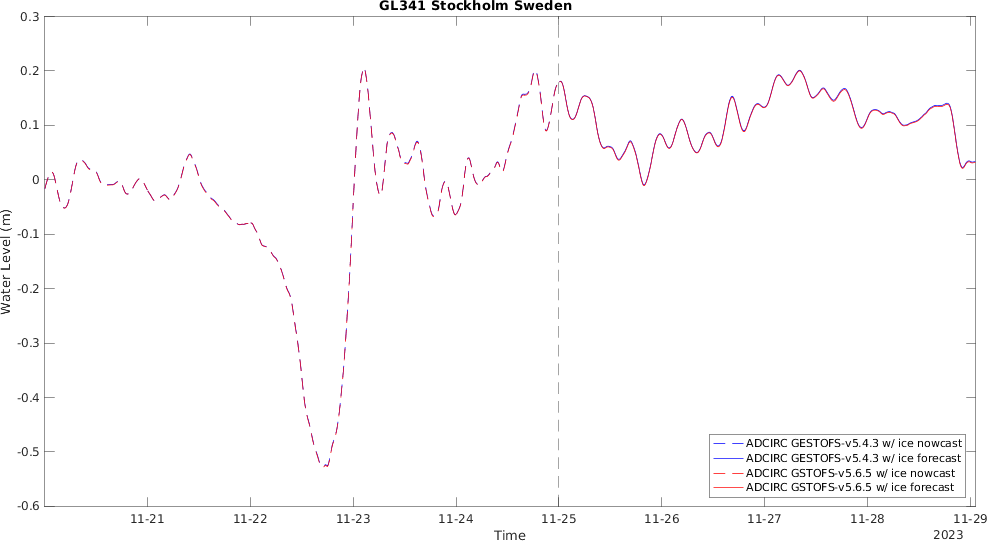 GL341 Stockholm Sweden
0.3
0.2
0.1
0
-0.1
-0.2
-0.3
-0.4
-0.5
-0.6
Water Level (m)
ADCIRC GESTOFS-v5.4.3 w/ ice nowcast
ADCIRC GESTOFS-v5.4.3 w/ ice forecast
ADCIRC GSTOFS-v5.6.5 w/ ice nowcast
ADCIRC GSTOFS-v5.6.5 w/ ice forecast
11-21 11-22 11-23 11-24 11-25 11-26 11-27 11-28 11-29
Time
2023